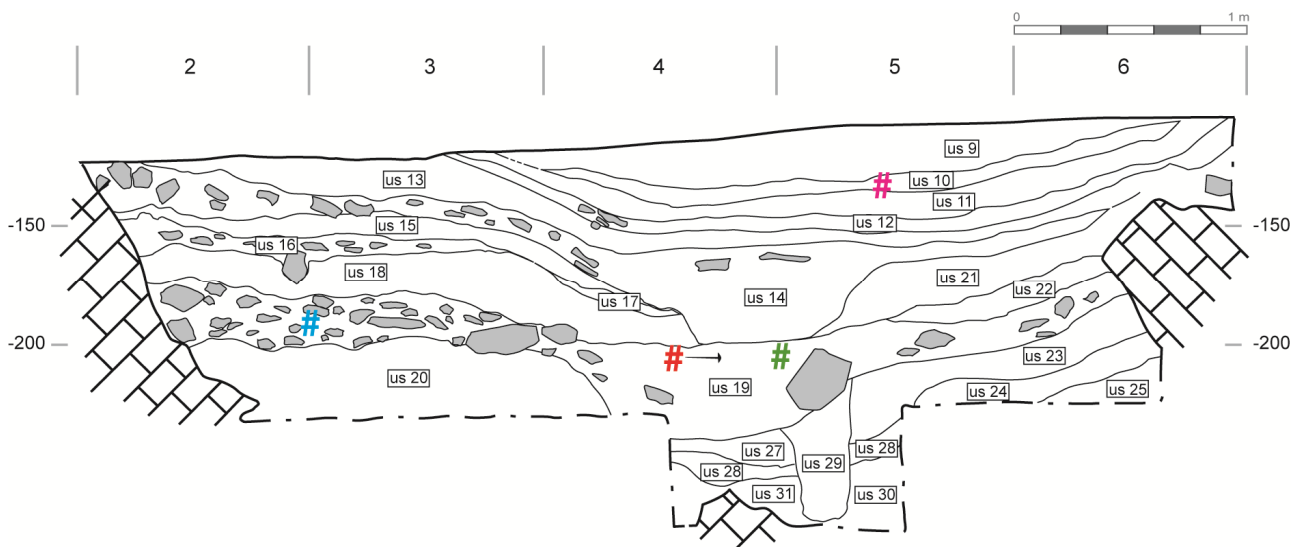 0 1 m
2 3 4 5 6
us 9
us 13
us 10
us 11
-150 us 15 us 12 -150
us 16
us 18 us 21
us 17 us 14 us 22
# # 
-200 # # -200
us 23
us 20 us 19 us 24 us 25
us 27 us 28
us 29
us 28
us 31 us 30